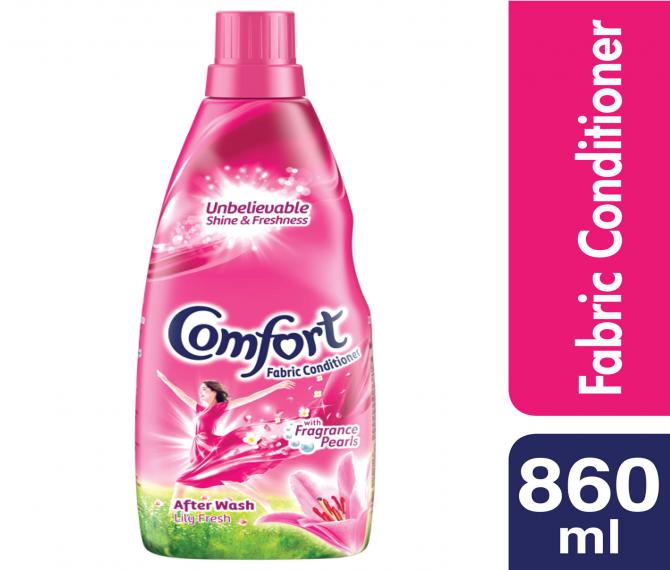 Unbelievable
Shine & Freshness
Comfort
Fabric Conditioner
with
Fragrance
Pearls
After Wash
Lily Fresh
Fabric Conditioner
860
ml